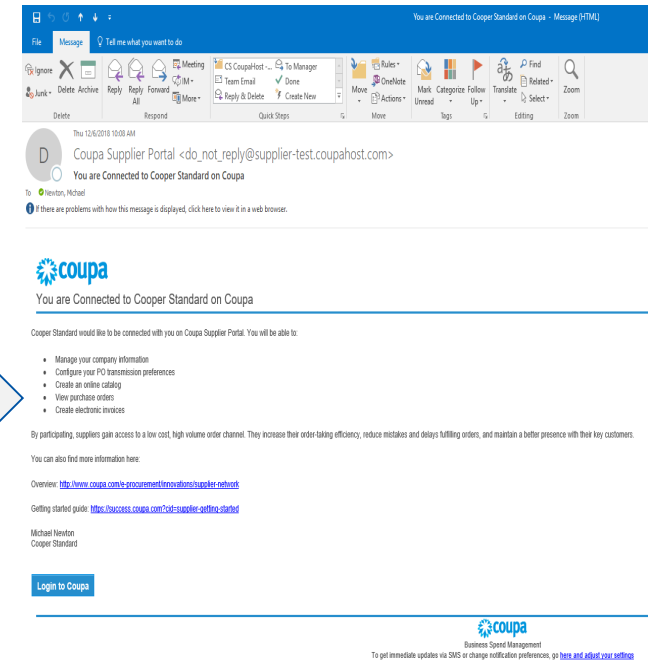 You are Connected to Cooper Standard on Coupa - Message (HTML)
File Message Tell me what you want to do
Ignore
Junk
Delete Archive
Reply Reply All Forward
Meeting
IM
More
CS CoupaHost -... To Manager
Team Email Done
Reply & Delete Create New
Move
Rules
OneNote
Actions
Mark Unread Categorize Follow Up
Translate
Find
Related
Select
Zoom
Delete Respond Quick Steps Move Tags Editing Zoom
Thu 12/6/2018 10:08 AM
D
Coupa Supplier Portal <do_not_reply@supplier-test.coupahost.com>
You are Connected to Cooper Standard on Coupa
To Newton, Michael
If there are problems with how this message is displayed, click here to view it in a web browser.
coupa
You are Connected to Cooper Standard on Coupa
Cooper Standard would like to be connected with you on Coupa Supplier Portal. You will be able to:
• Manage your company information
• Configure your PO transmission preferences
• Create an online catalog
• View purchase orders
• Create electronic invoices
By participating, suppliers gain access to a low cost, high volume order channel. They increase their order-taking efficiency, reduce mistakes and delays fulfilling orders, and maintain a better presence with their key customers.
You can also find more information here:
Overview: http://www.coupa.com/e-procurement/innovations/supplier-network
Getting started guide: https://success.coupa.com?cid=supplier-getting-started
Michael Newton
Cooper Standard
Login to Coupa
coupa
Business Spend Management
To get immediate updates via SMS or change notification preferences, go here and adjust your settings